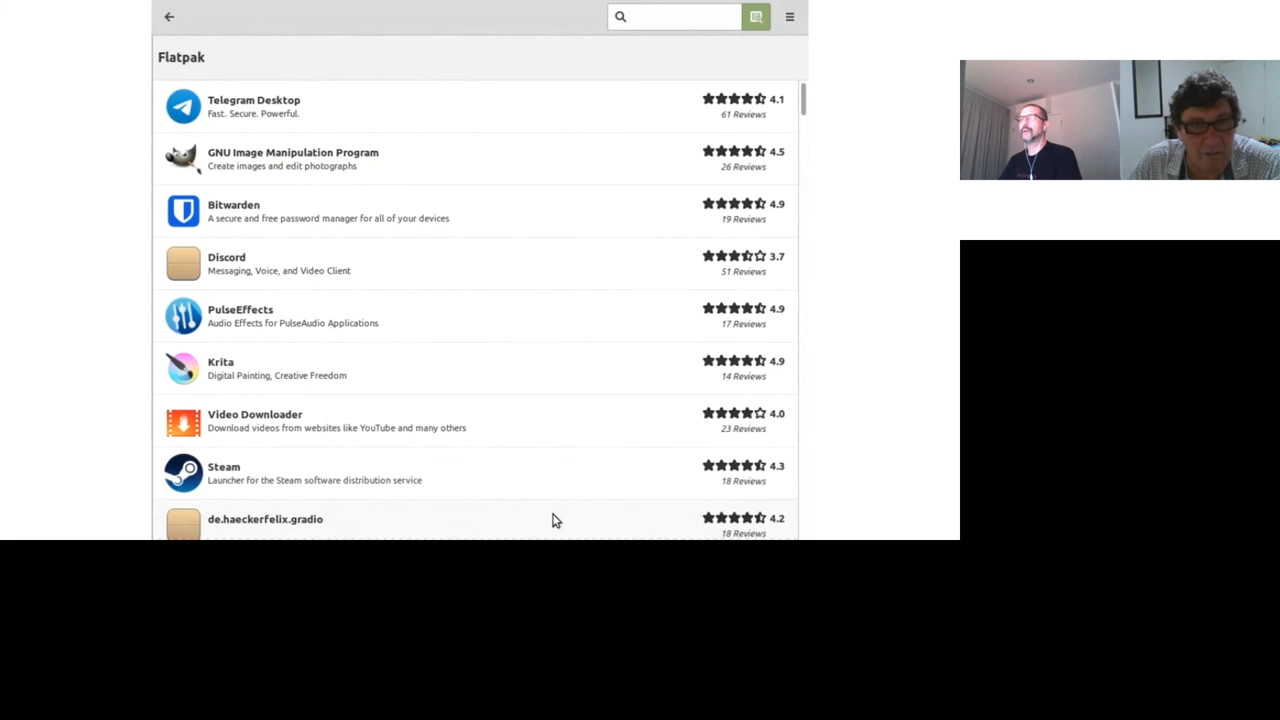 Flatpak
Telegram Desktop
Fast. Secure. Powerful.
4.1
61 Reviews
GNU Image Manipulation Program
Create images and edit photographs
4.5
26 Reviews
Bitwarden
A secure and free password manager for all of your devices
4.9
19 Reviews
Discord
Messaging, Voice, and Video Client
3.7
51 Reviews
PulseEffects
Audio Effects for PulseAudio Applications
4.9
17 Reviews
Krita
Digital Painting, Creative Freedom
4.9
14 Reviews
Video Downloader
Download videos from websites like YouTube and many others
4.0
23 Reviews
Steam
Launcher for the Steam software distribution service
4.3
18 Reviews
de.haeckerfelix.gradio
4.2
18 Reviews